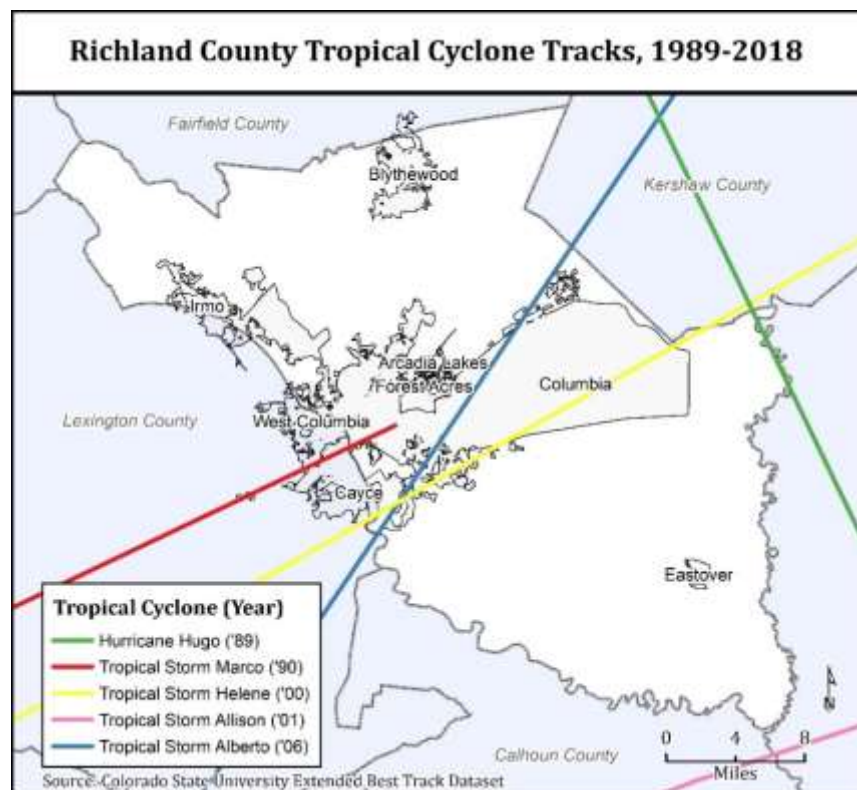 Richland County Tropical Cyclone Tracks, 1989-2018
Fairfield County
Blythewood
Kershaw County
Irmo
Arcadia Lakes
Forest Acres
Columbia
Lexington County
West Columbia
Cayce
Eastover
Tropical Cyclone (Year)
Hurricane Hugo ('89)
Tropical Storm Marco ('90)
Tropical Storm Helene ('00)
Tropical Storm Allison ('01)
Tropical Storm Alberto ('06)
N
0 4 8
Miles
Calhoun County
Source: Colorado State University Extended Best Track Dataset